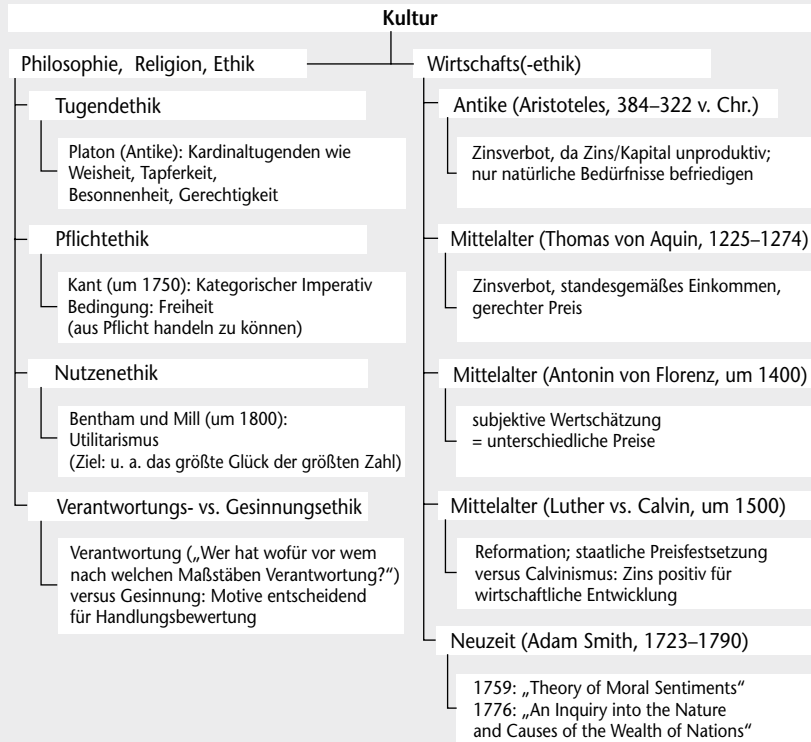 Kultur
Philosophie, Religion, Ethik
Tugendethik
Platon (Antike): Kardinaltugenden wie
Weisheit, Tapferkeit,
Besonnenheit, Gerechtigkeit
Pflichtethik
Kant (um 1750): Kategorischer Imperativ
Bedingung: Freiheit
(aus Pflicht handeln zu können)
Nutzenethik
Bentham und Mill (um 1800):
Utilitarismus
(Ziel: u. a. das größte Glück der größten Zahl)
Verantwortungs- vs. Gesinnungsethik
Verantwortung („Wer hat wofür vor wem
nach welchen Maßstäben Verantwortung?“)
versus Gesinnung: Motive entscheidend
für Handlungsbewertung
Wirtschafts(-ethik)
Antike (Aristoteles, 384–322 v. Chr.)
Zinsverbot, da Zins/Kapital unproduktiv;
nur natürliche Bedürfnisse befriedigen
Mittelalter (Thomas von Aquin, 1225–1274)
Zinsverbot, standesgemäßes Einkommen,
gerechter Preis
Mittelalter (Antonin von Florenz, um 1400)
subjektive Wertschätzung
= unterschiedliche Preise
Mittelalter (Luther vs. Calvin, um 1500)
Reformation; staatliche Preisfestsetzung
versus Calvinismus: Zins positiv für
wirtschaftliche Entwicklung
Neuzeit (Adam Smith, 1723–1790)
1759: „Theory of Moral Sentiments“
1776: „An Inquiry into the Nature
and Causes of the Wealth of Nations“